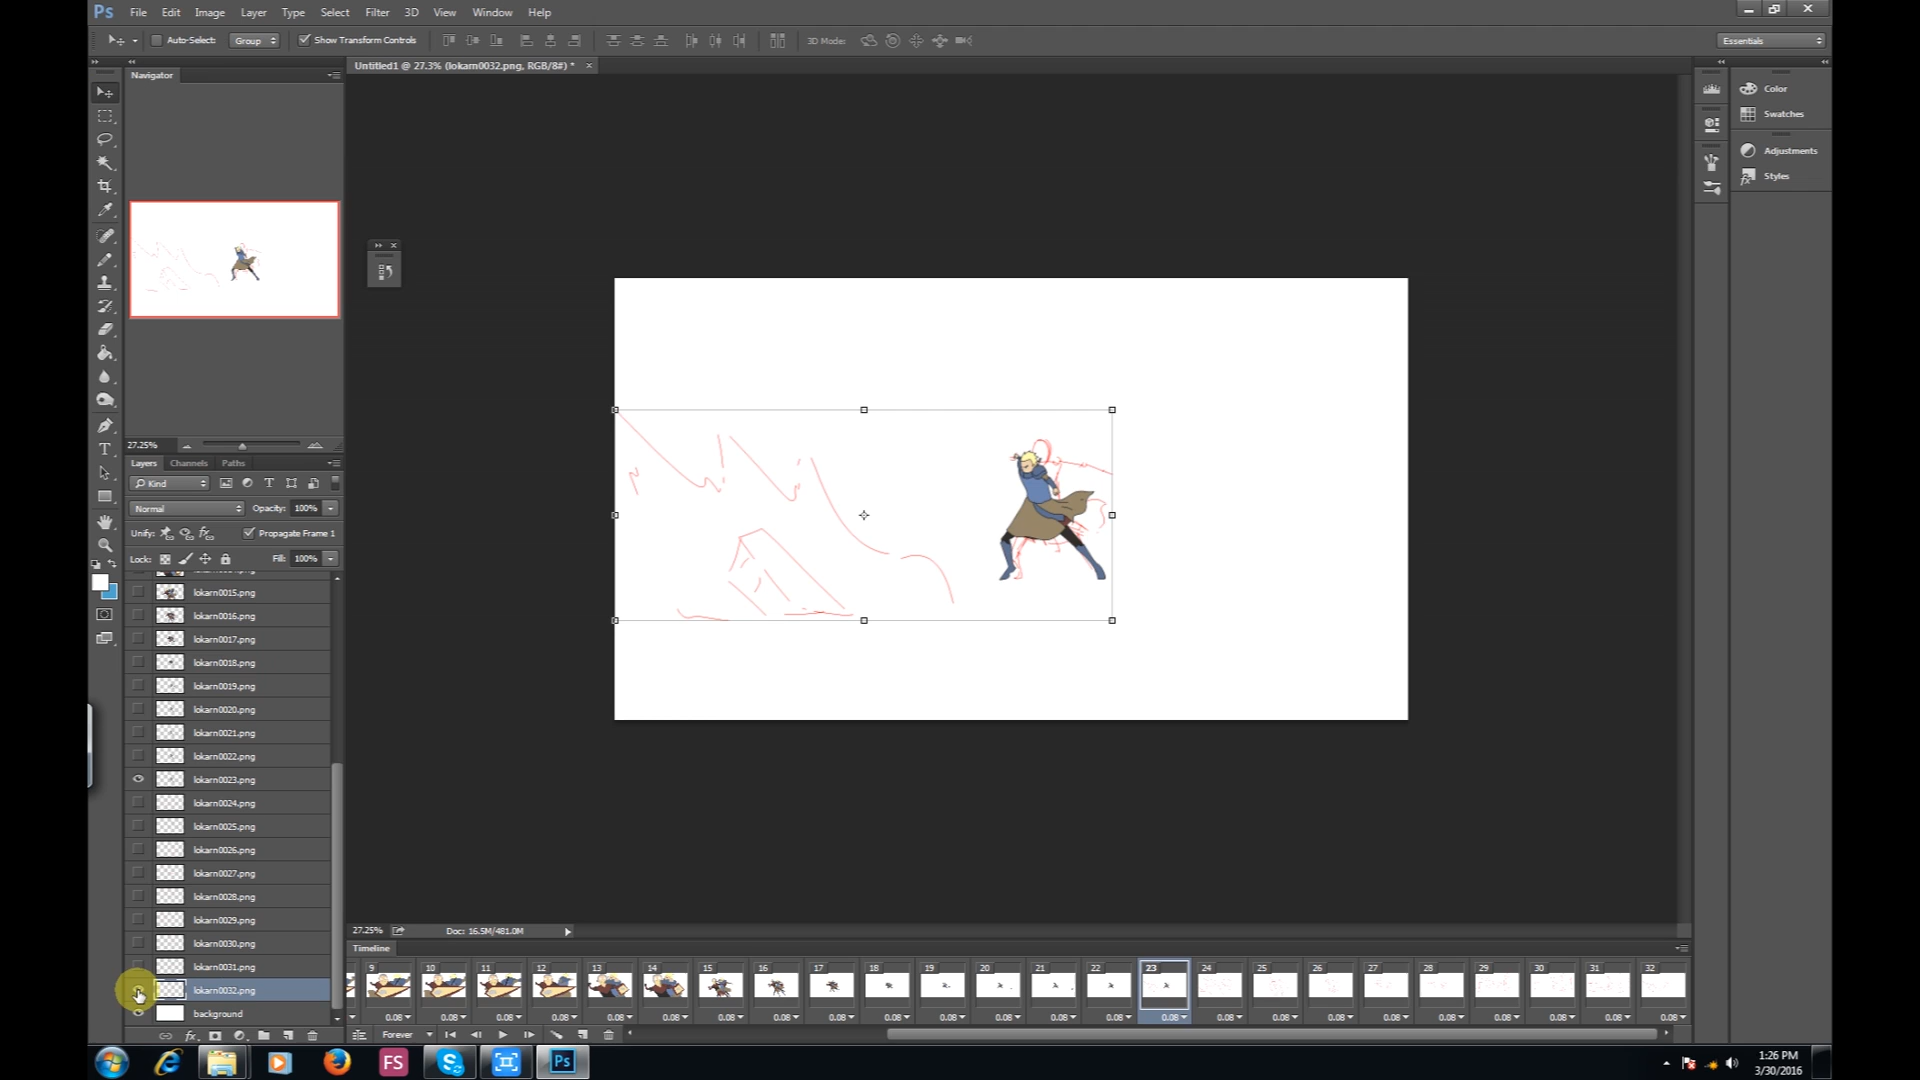 Ps File Edit Image Layer Type Select Filter 3D View Window Help
Auto-Select: Group Show Transform Controls 3D Mode: Essentials
Navigator
Untitled1 @ 27.3% (lokarn0032.png, RGB/8#) *
Color
Swatches
Adjustments
Styles
27.25%
Layers Channels Paths
Kind
Normal Opacity: 100%
Unify: Propagate Frame 1
Lock: Fill: 100%
lokarn0015.png
lokarn0016.png
lokarn0017.png
lokarn0018.png
lokarn0019.png
lokarn0020.png
lokarn0021.png
lokarn0022.png
lokarn0023.png
lokarn0024.png
lokarn0025.png
lokarn0026.png
lokarn0027.png
lokarn0028.png
lokarn0029.png
lokarn0030.png
lokarn0031.png
lokarn0032.png
background
27.25% Doc: 16.5M/481.0M
Timeline
9 10 11 12 13 14 15 16 17 18 19 20 21 22 23 24 25 26 27 28 29 30 31 32
0.08 0.08 0.08 0.08 0.08 0.08 0.08 0.08 0.08 0.08 0.08 0.08 0.08 0.08 0.08 0.08 0.08 0.08 0.08 0.08 0.08 0.08 0.08 0.08
Forever
FS Ps
1:26 PM
3/30/2016